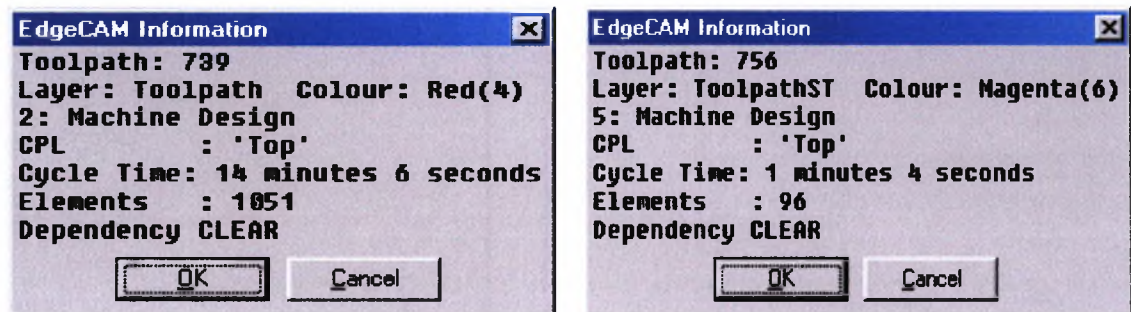 EdgeCAM Information
Toolpath: 739
Layer: Toolpath Colour: Red(4)
2: Machine Design
CPL : 'Top'
Cycle Time: 14 minutes 6 seconds
Elements : 1051
Dependency CLEAR
OK Cancel
EdgeCAM Information
Toolpath: 756
Layer: ToolpathST Colour: Magenta(6)
5: Machine Design
CPL : 'Top'
Cycle Time: 1 minutes 4 seconds
Elements : 96
Dependency CLEAR
OK Cancel